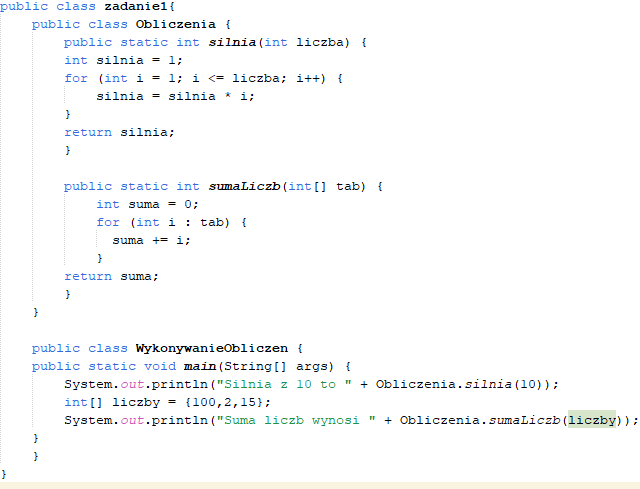 public class zadanie1{
    public class Obliczenia {
        public static int silnia(int liczba) {
        int silnia = 1;
        for (int i = 1; i <= liczba; i++) {
            silnia = silnia * i;
        }
        return silnia;
        }

        public static int sumaLiczb(int[] tab) {
            int suma = 0;
            for (int i : tab) {
              suma += i;
            }
        return suma;
        }
    }

    public class WykonywanieObliczen {
    public static void main(String[] args) {
        System.out.println("Silnia z 10 to " + Obliczenia.silnia(10));
        int[] liczby = {100,2,15};
        System.out.println("Suma liczb wynosi " + Obliczenia.sumaLiczb(liczby));
    }
    }
}